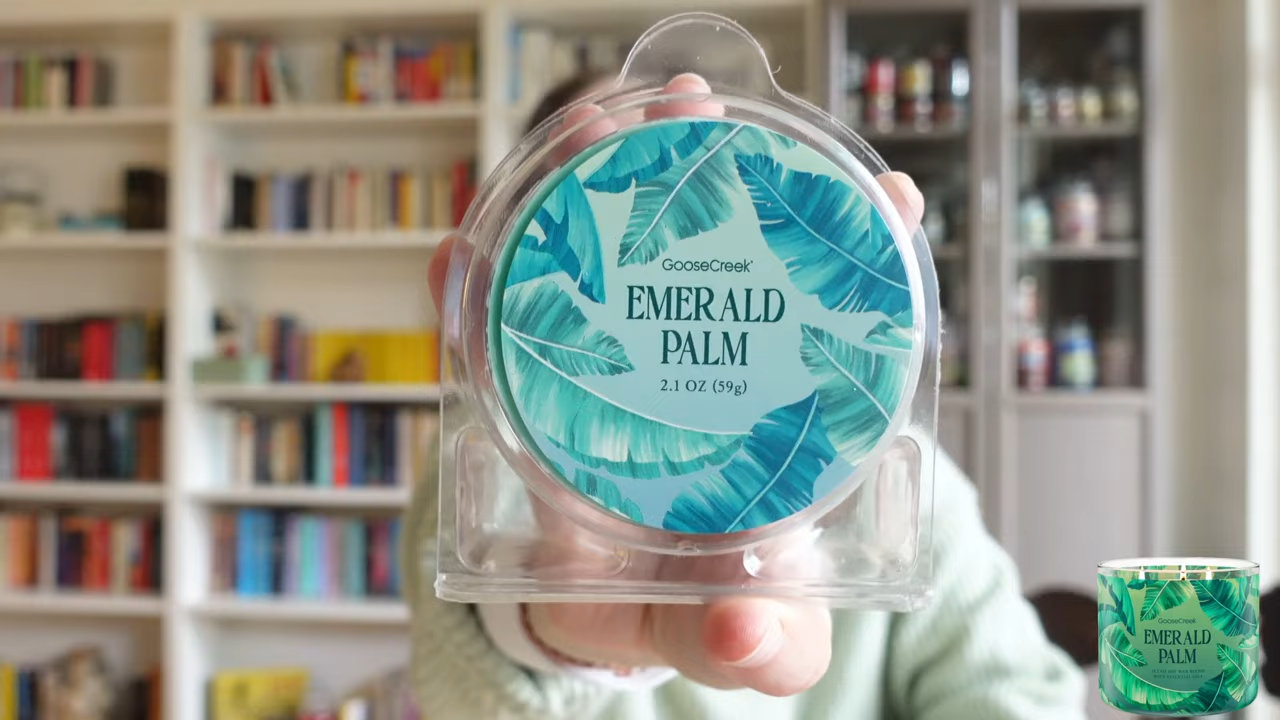 GooseCreek®
EMERALD
PALM
2.1 OZ (59g)
GooseCreek
EMERALD
PALM